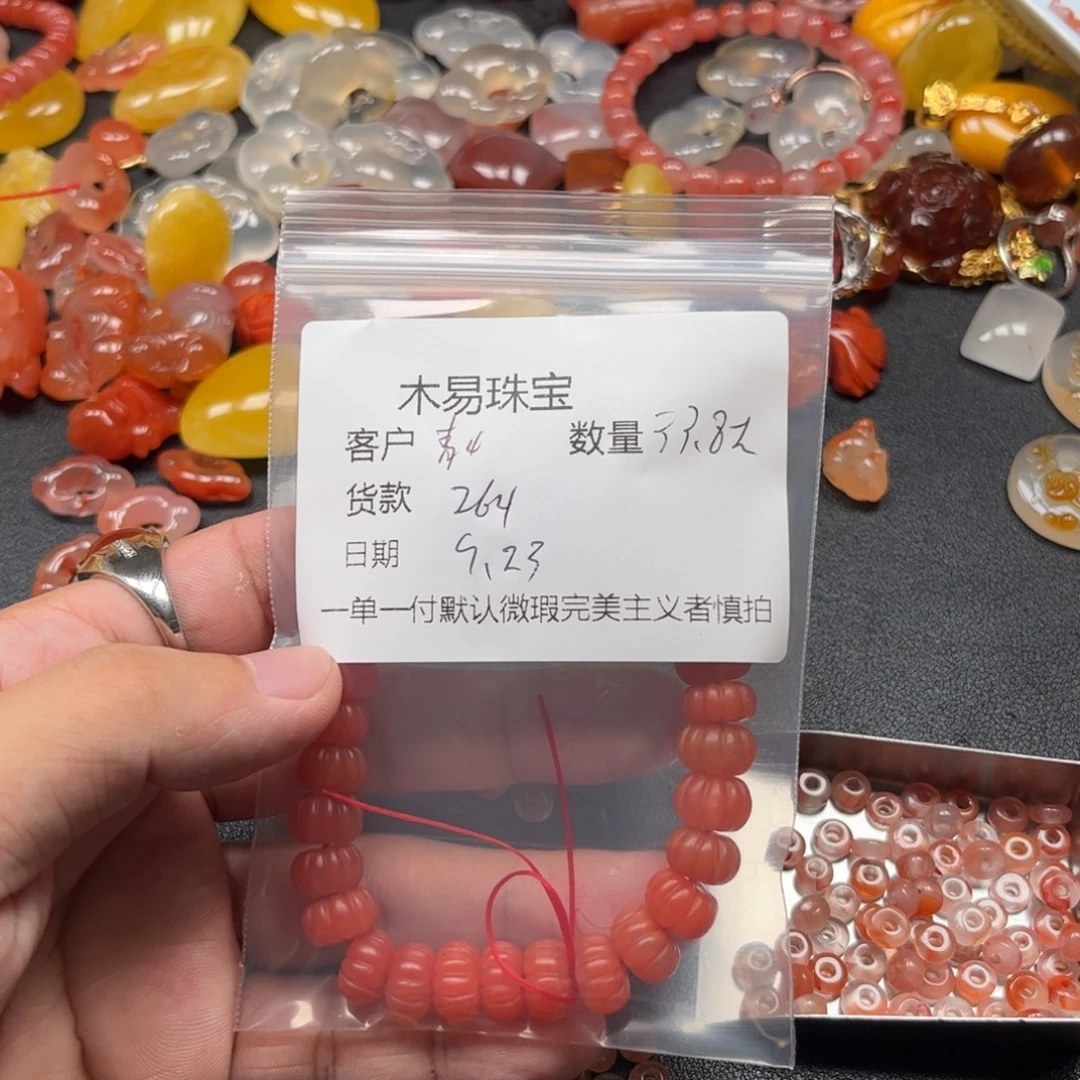 木易珠宝
客户 数量
货款 264
日期 9.23
一单一付默认微瑕完美主义者慎拍